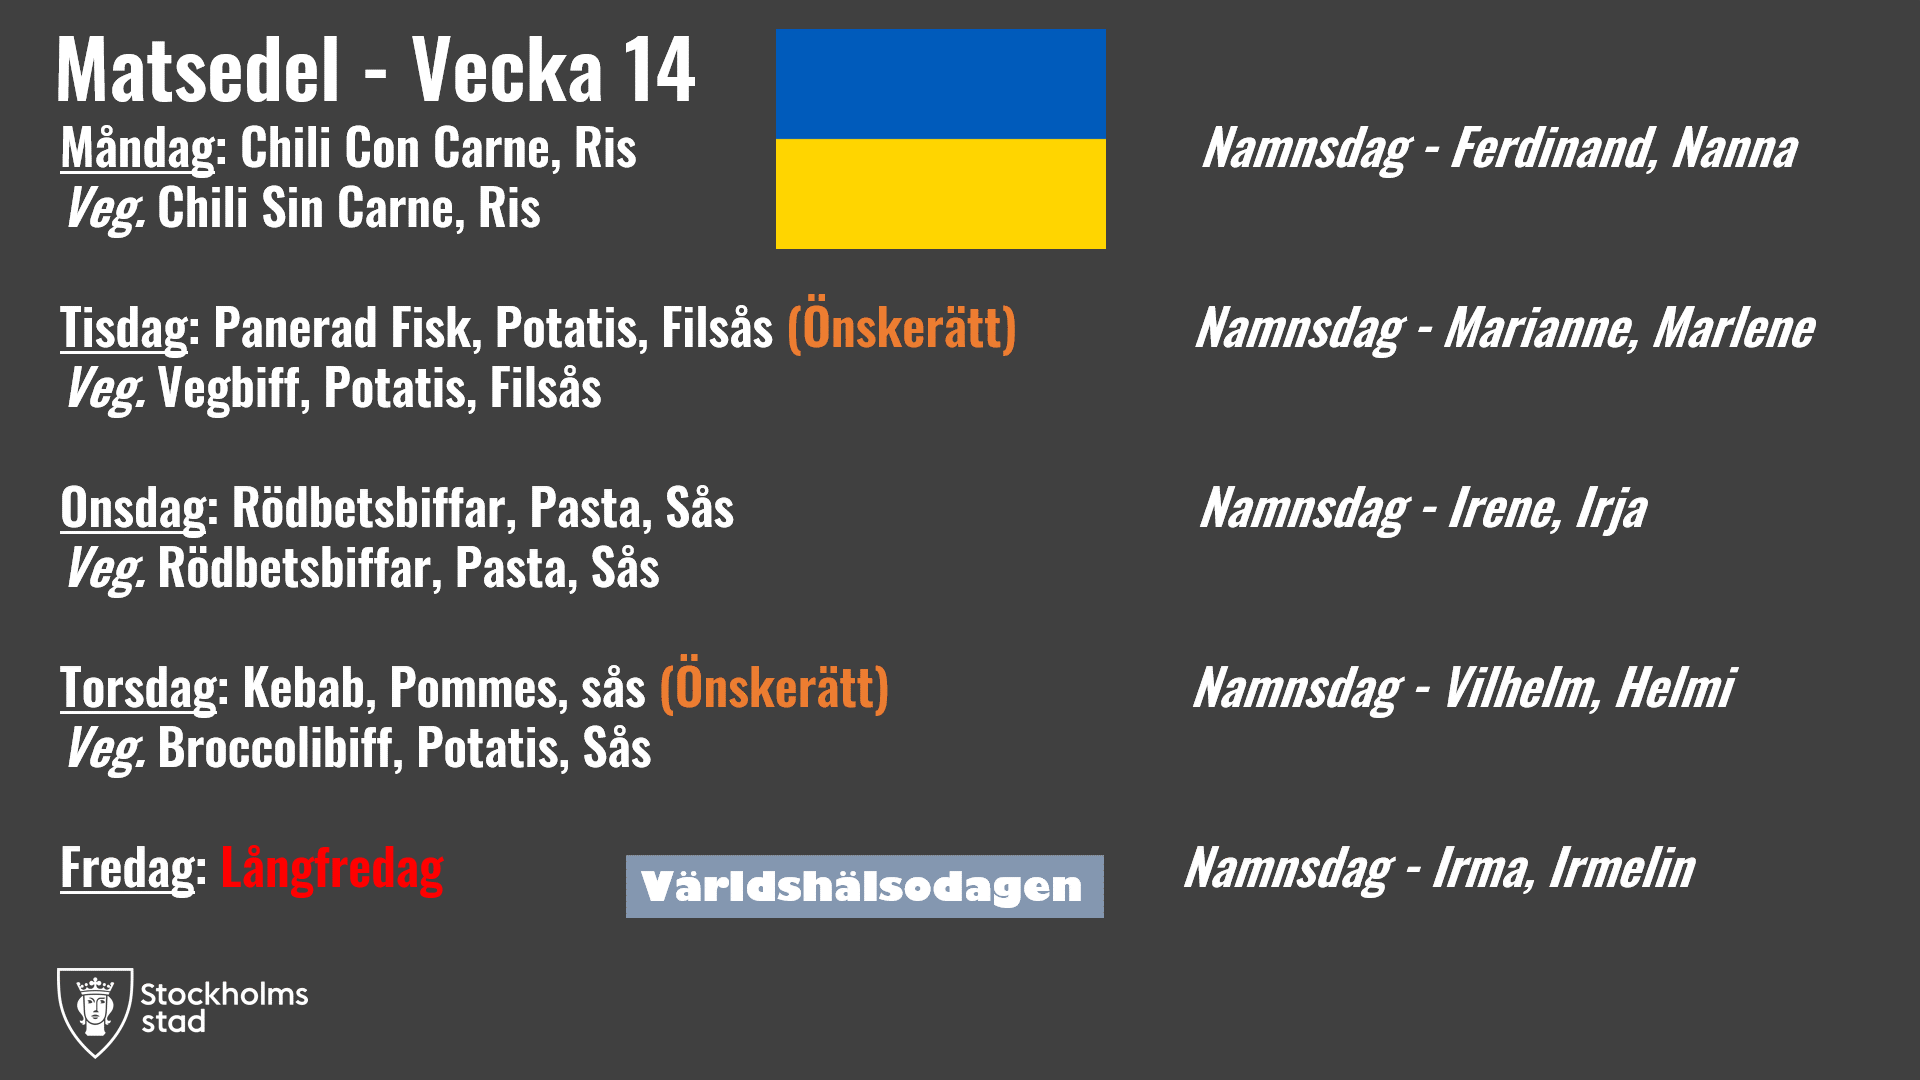 Matsedel - Vecka 14
Måndag: Chili Con Carne, Ris
Namnsdag - Ferdinand, Nanna
Veg. Chili Sin Carne, Ris
Tisdag: Panerad Fisk, Potatis, Filsås (Önskerätt)
Namnsdag - Marianne, Marlene
Veg. Vegbiff, Potatis, Filsås
Onsdag: Rödbetsbiffar, Pasta, Sås
Namnsdag - Irene, Irja
Veg. Rödbetsbiffar, Pasta, Sås
Torsdag: Kebab, Pommes, sås (Önskerätt)
Namnsdag - Vilhelm, Helmi
Veg. Broccolibiff, Potatis, Sås
Fredag: Långfredag
Världshälsodagen
Namnsdag - Irma, Irmelin
Stockholms
stad